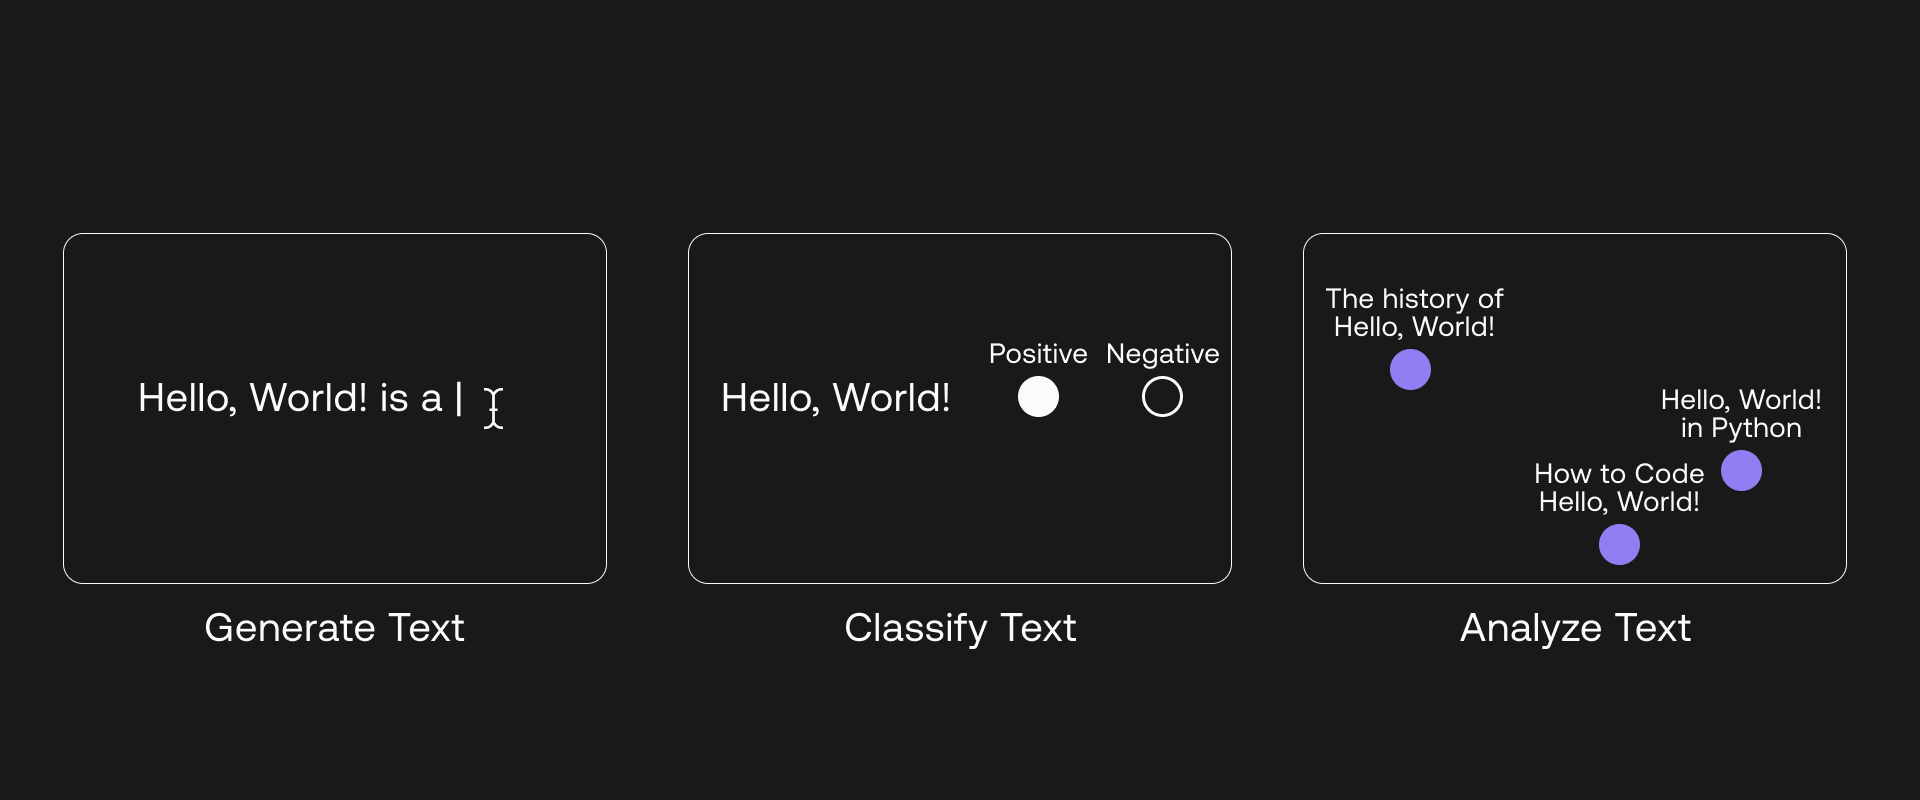 Hello, World! is a |
Generate Text
Hello, World!
Positive
Negative
Classify Text
The history of
Hello, World!
Hello, World!
in Python
How to Code
Hello, World!
Analyze Text